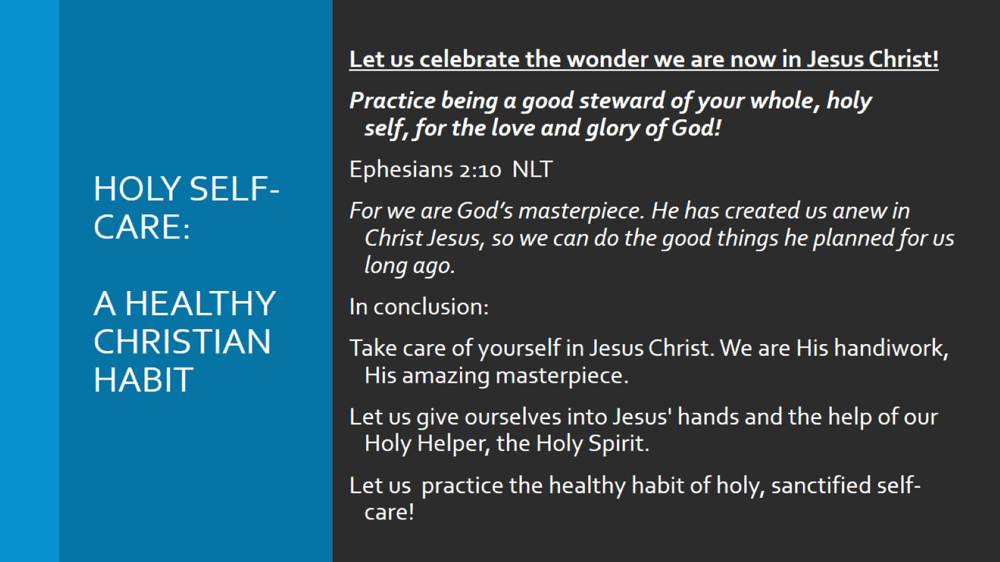 HOLY SELF-
CARE:
A HEALTHY
CHRISTIAN
HABIT
Let us celebrate the wonder we are now in Jesus Christ!
Practice being a good steward of your whole, holy
self, for the love and glory of God!
Ephesians 2:10  NLT
For we are God’s masterpiece. He has created us anew in
Christ Jesus, so we can do the good things he planned for us
long ago.
In conclusion:
Take care of yourself in Jesus Christ. We are His handiwork,
His amazing masterpiece.
Let us give ourselves into Jesus' hands and the help of our
Holy Helper, the Holy Spirit.
Let us  practice the healthy habit of holy, sanctified self-
care!